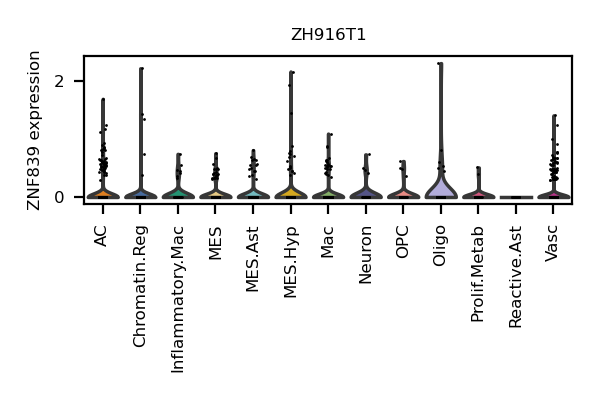 ZH916T1
ZNF839 expression
2
0
AC
Chromatin.Reg
Inflammatory.Mac
MES
MES.Ast
MES.Hyp
Mac
Neuron
OPC
Oligo
Prolif.Metab
Reactive.Ast
Vasc